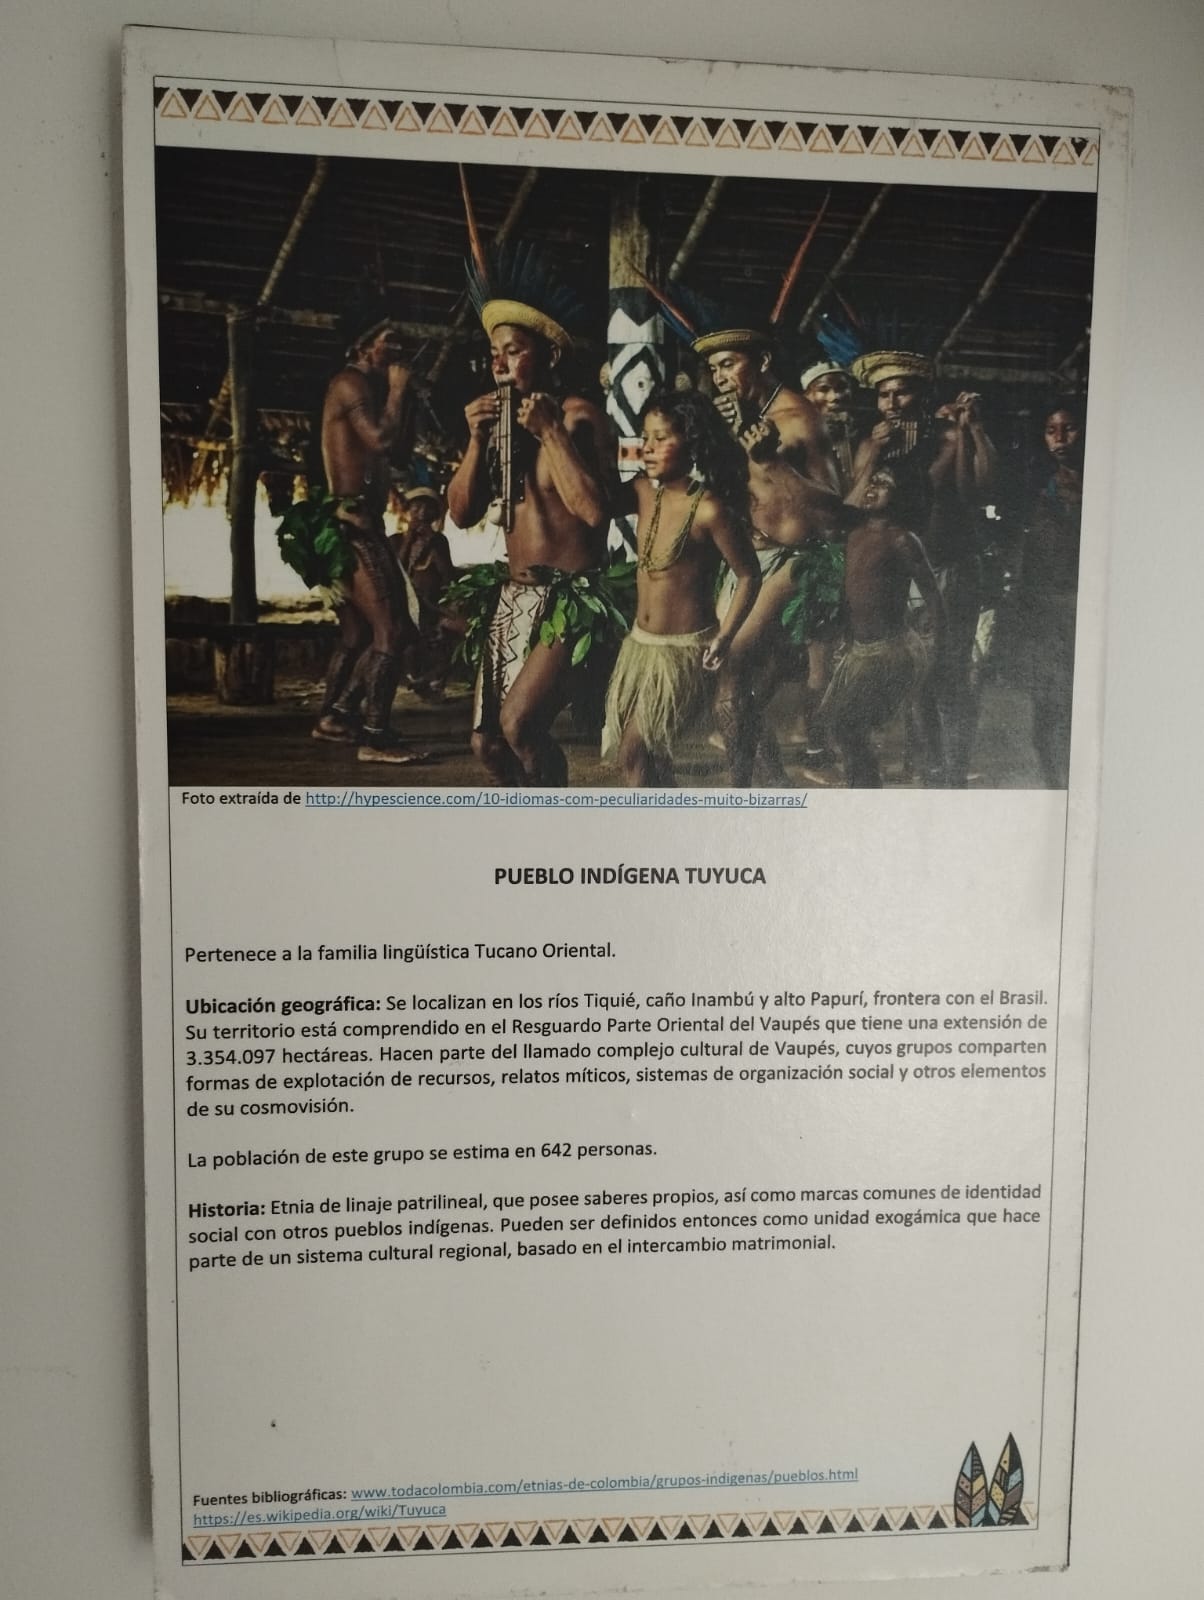 Foto extraída de http://hypescience.com/10-idiomas-com-peculiaridades-muito-bizarras/
PUEBLO INDÍGENA TUYUCA
Pertenece a la familia lingüística Tucano Oriental.
Ubicación geográfica: Se localizan en los ríos Tiquié, caño Inambú y alto Papurí, frontera con el Brasil.
Su territorio está comprendido en el Resguardo Parte Oriental del Vaupés que tiene una extensión de
3.354.097 hectáreas. Hacen parte del llamado complejo cultural de Vaupés, cuyos grupos comparten
formas de explotación de recursos, relatos míticos, sistemas de organización social y otros elementos
de su cosmovisión.
La población de este grupo se estima en 642 personas.
Historia: Etnia de linaje patrilineal, que posee saberes propios, así como marcas comunes de identidad
social con otros pueblos indígenas. Pueden ser definidos entonces como unidad exogámica que hace
parte de un sistema cultural regional, basado en el intercambio matrimonial.
Fuentes bibliográficas: www.todacolombia.com/etnias-de-colombia/grupos-indigenas/pueblos.html
https://es.wikipedia.org/wiki/Tuyuca